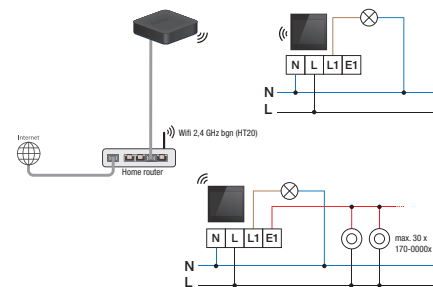 N L L1 E1
N
L
Internet
Wifi 2,4 GHz bgn (HT20)
Home router
N L L1 E1
max. 30 x
170-0000x
N
L